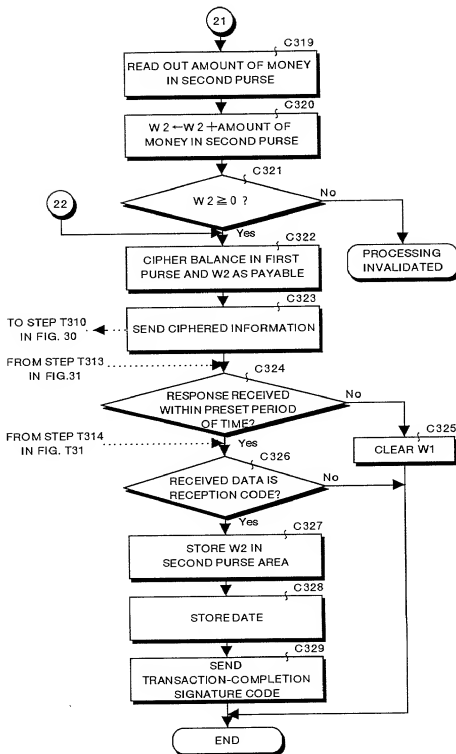 21
C319
READ OUT AMOUNT OF MONEY
IN SECOND PURSE
C320
W2←W2+AMOUNT OF
MONEY IN SECOND PURSE
C321
W2≧0 ?
No
22
Yes
PROCESSING
INVALIDATED
C322
CIPHER BALANCE IN FIRST
PURSE AND W2 AS PAYABLE
C323
TO STEP T310
IN FIG. 30
SEND CIPHERED INFORMATION
FROM STEP T313
IN FIG.31
C324
RESPONSE RECEIVED
WITHIN PRESET PERIOD
OF TIME?
No
C325
CLEAR W1
FROM STEP T314
IN FIG. T31
Yes
C326
RECEIVED DATA IS
RECEPTION CODE?
No
Yes
C327
STORE W2 IN
SECOND PURSE AREA
C328
STORE DATE
C329
SEND
TRANSACTION-COMPLETION
SIGNATURE CODE
END